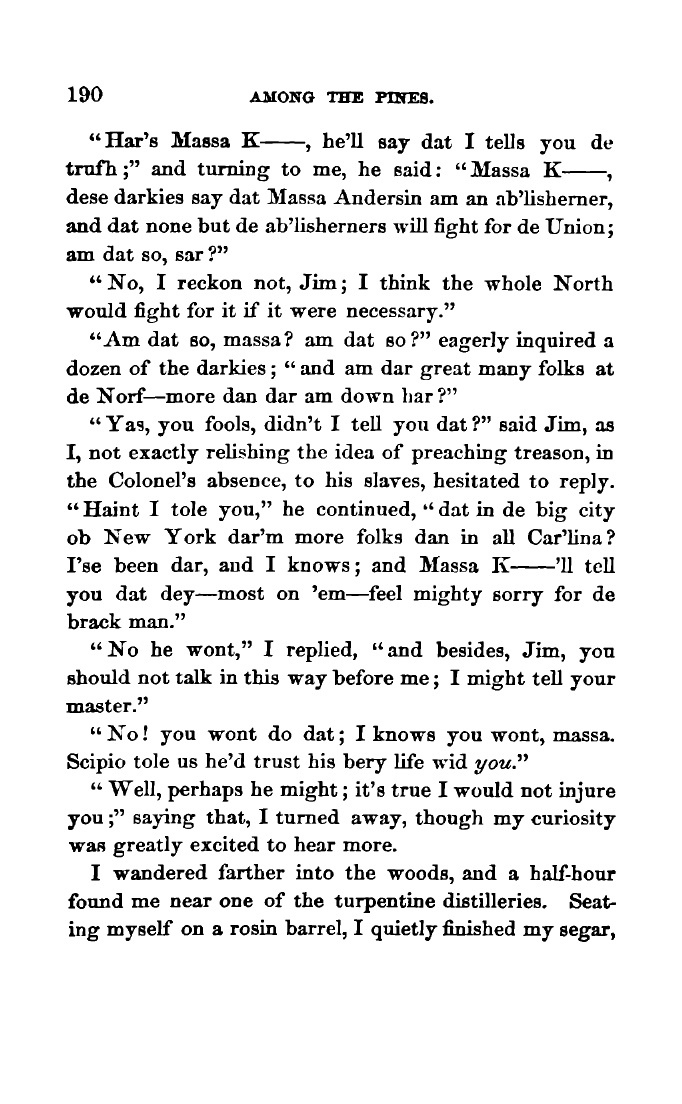 190 AMONG THE PINES.
“Har’s Massa K——, he’ll say dat I tells you de
trufh;” and turning to me, he said: “Massa K——,
dese darkies say dat Massa Andersin am an ab’lisherner,
and dat none but de ab’lisherners will fight for de Union;
am dat so, sar?”
“No, I reckon not, Jim; I think the whole North
would fight for it if it were necessary.”
“Am dat so, massa? am dat so?” eagerly inquired a
dozen of the darkies; “and am dar great many folks at
de Norf—more dan dar am down har?”
“Yas, you fools, didn’t I tell you dat?” said Jim, as
I, not exactly relishing the idea of preaching treason, in
the Colonel’s absence, to his slaves, hesitated to reply.
“Haint I tole you,” he continued, “dat in de big city
ob New York dar’m more folks dan in all Car’lina?
I’se been dar, and I knows; and Massa K——’ll tell
you dat dey—most on ’em—feel mighty sorry for de
brack man.”
“No he wont,” I replied, “and besides, Jim, you
should not talk in this way before me; I might tell your
master.”
“No! you wont do dat; I knows you wont, massa.
Scipio tole us he’d trust his bery life wid you.”
“Well, perhaps he might; it’s true I would not injure
you;” saying that, I turned away, though my curiosity
was greatly excited to hear more.
I wandered farther into the woods, and a half-hour
found me near one of the turpentine distilleries. Seat-
ing myself on a rosin barrel, I quietly finished my segar,